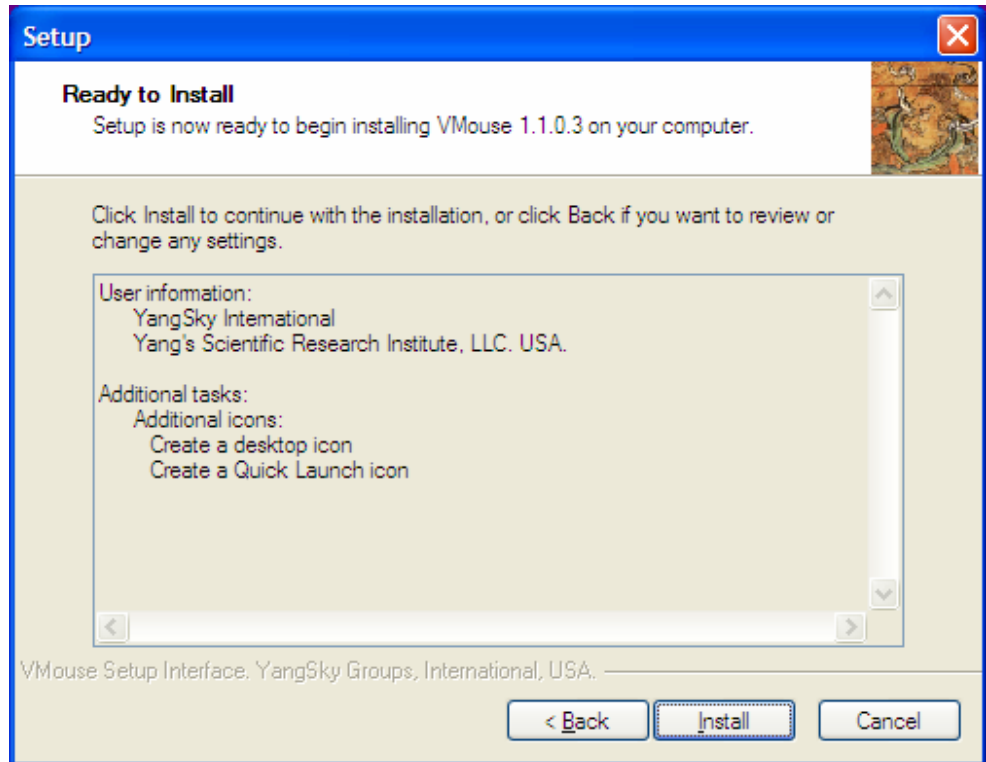 Setup
Ready to Install
Setup is now ready to begin installing VMouse 1.1.0.3 on your computer.
Click Install to continue with the installation, or click Back if you want to review or
change any settings.
User information:
YangSky International
Yang's Scientific Research Institute, LLC. USA.
Additional tasks:
Additional icons:
Create a desktop icon
Create a Quick Launch icon
VMouse Setup Interface. YangSky Groups, International, USA.
< Back Install Cancel